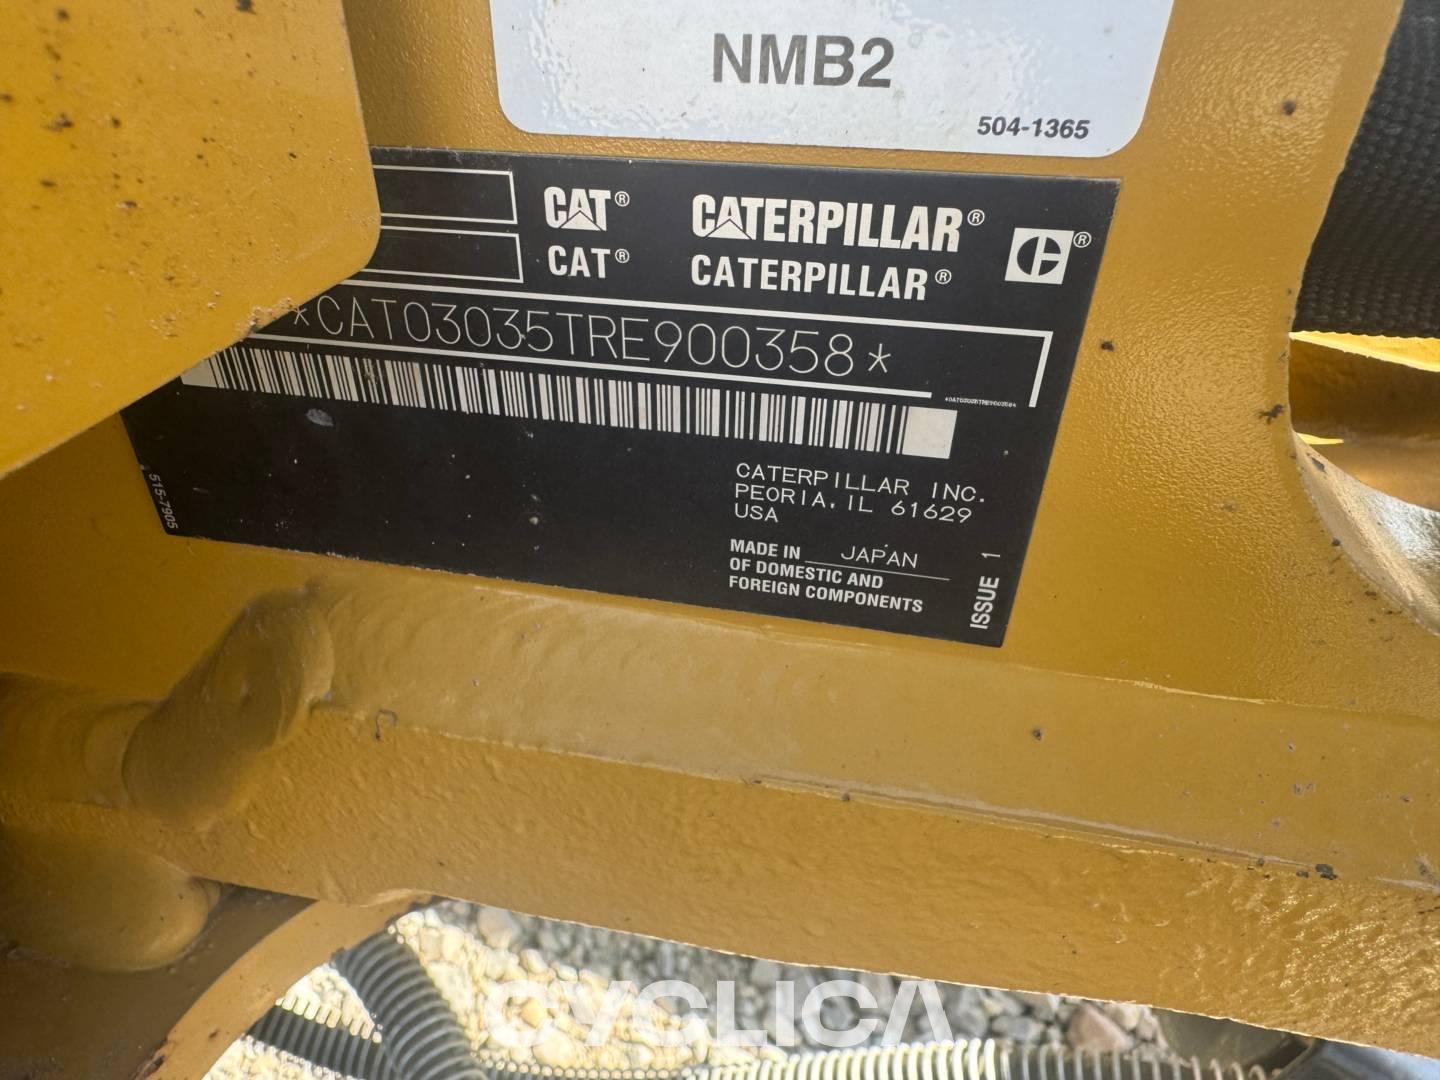 NMB2
504-1365
CAT® CATERPILLAR®
CAT® CATERPILLAR®
*CAT03035TRE900358*
*CAT03035TRE900358*
CATERPILLAR INC.
PEORIA, IL 61629
USA
MADE IN JAPAN
OF DOMESTIC AND
FOREIGN COMPONENTS
ISSUE 1
515-7905
CYCLICA